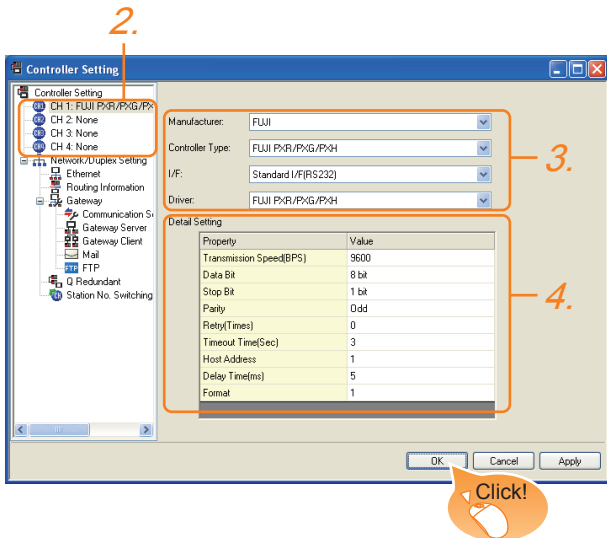 2.
Controller Setting
Controller Setting
CH 1: FUJI PXR/PXG/PX
CH 2: None
CH 3: None
CH 4: None
Network/Duplex Setting
Ethernet
Routing Information
Gateway
Communication S
Gateway Server
Gateway Client
Mail
FTP
Q Redundant
Station No. Switching
Manufacturer: FUJI
Controller Type: FUJI PXR/PXG/PXH
I/F: Standard I/F(RS232)
Driver: FUJI PXR/PXG/PXH
3.
Detail Setting
Property Value
Transmission Speed(BPS) 9600
Data Bit 8 bit
Stop Bit 1 bit
Parity Odd
Retry(Times) 0
Timeout Time(Sec) 3
Host Address 1
Delay Time(ms) 5
Format 1
4.
OK Cancel Apply
Click!